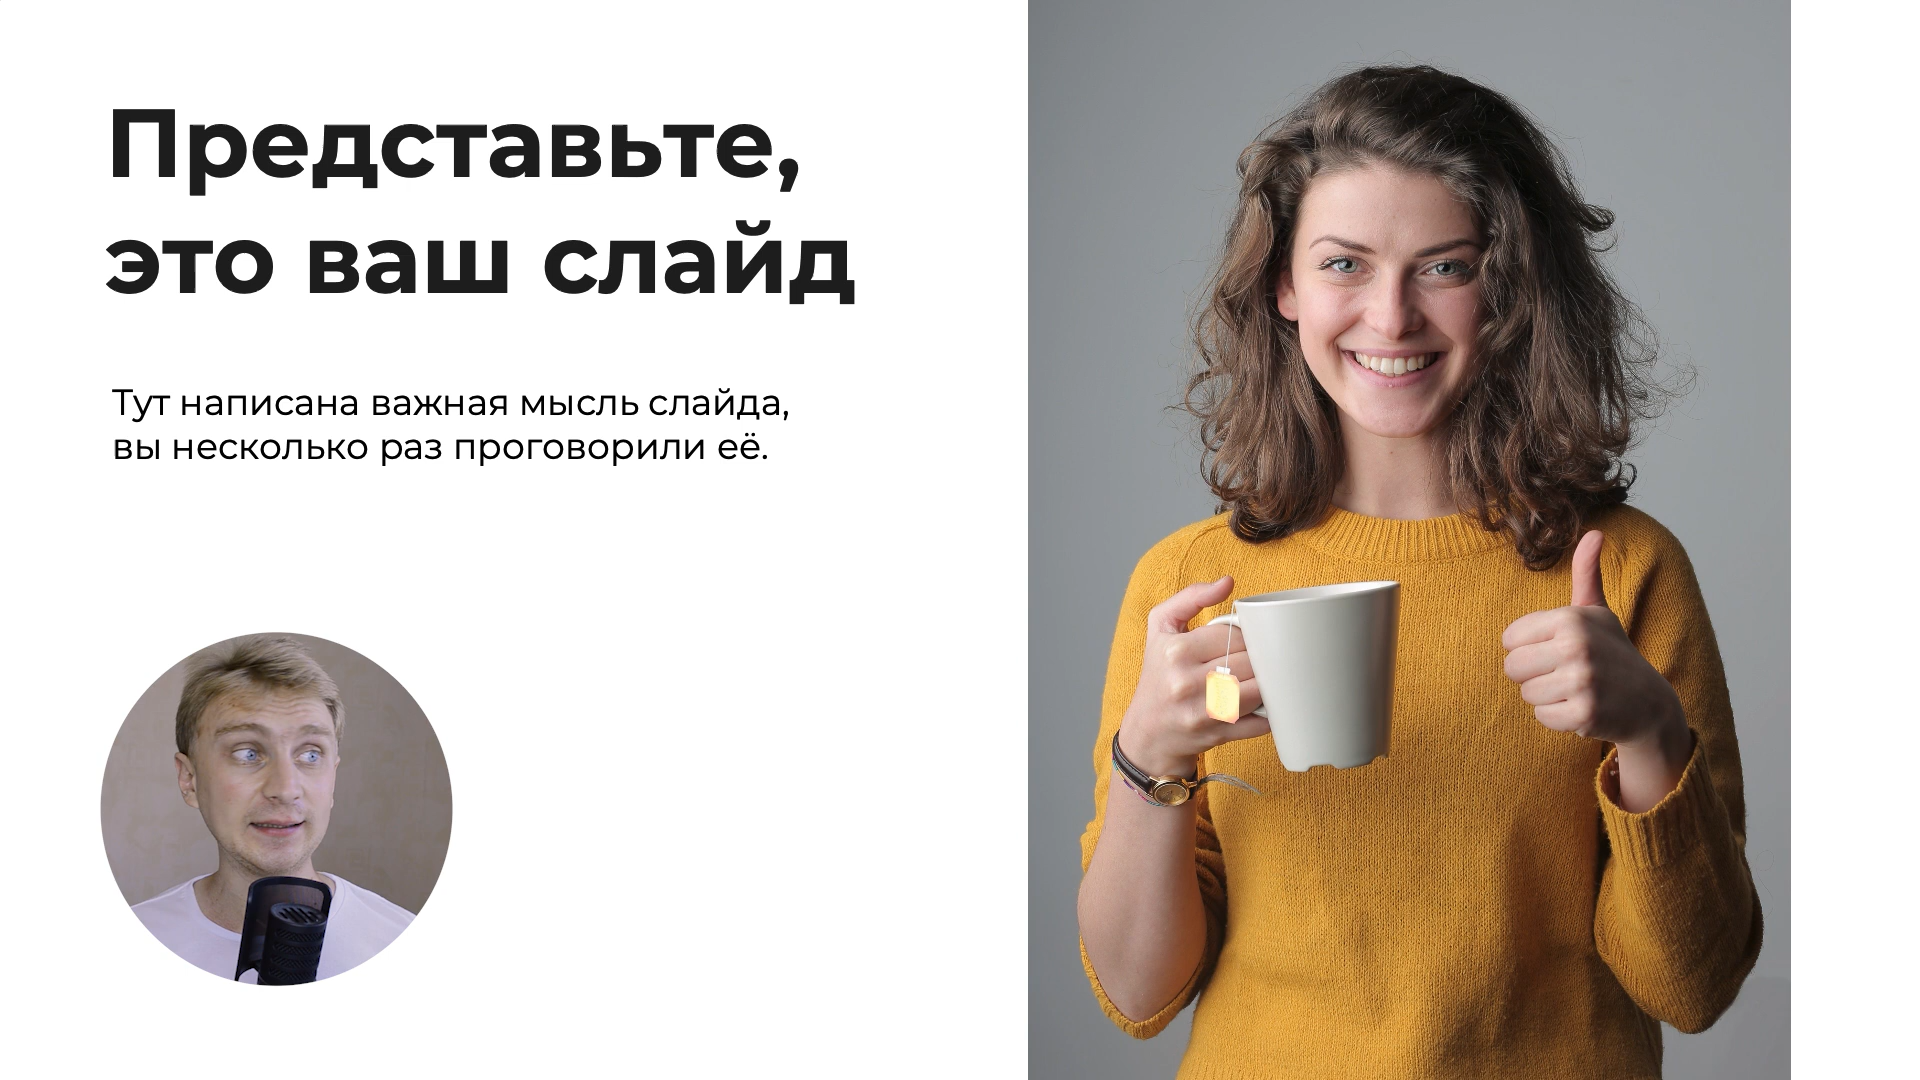 Представьте,
это ваш слайд
Тут написана важная мысль слайда,
вы несколько раз проговорили её.